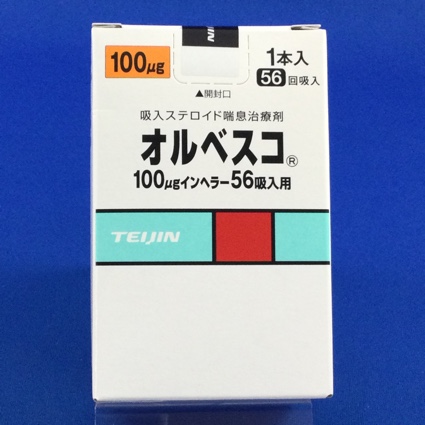 100μg
1本入
56回吸入
▲開封口
吸入ステロイド喘息治療剤
オルベスコ®
100μgインヘラー56吸入用
TEIJIN